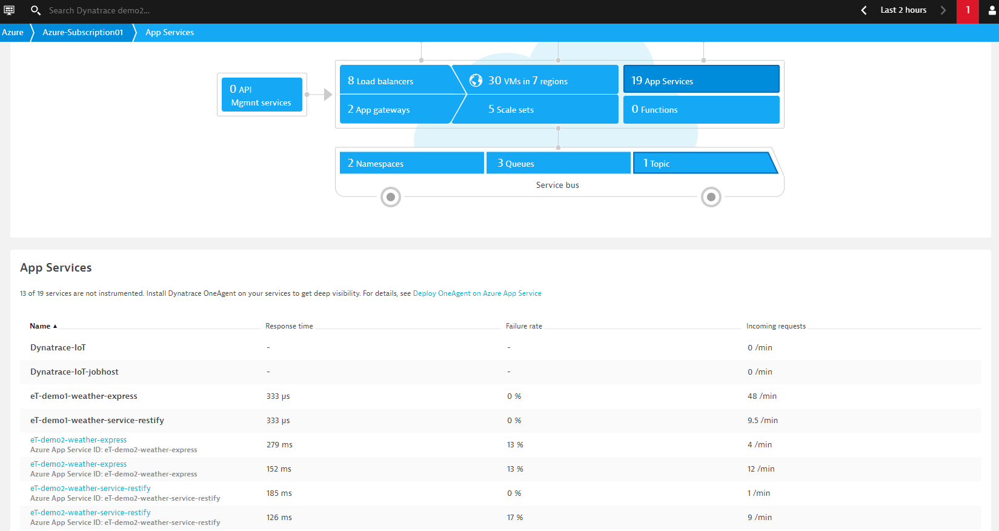 Search Dynatrace demo2...
Last 2 hours
1
Azure
Azure-Subscription01
App Services
0 API
Mgmnt services
8 Load balancers
30 VMs in 7 regions
19 App Services
2 App gateways
5 Scale sets
0 Functions
2 Namespaces
3 Queues
1 Topic
Service bus
App Services
13 of 19 services are not instrumented. Install Dynatrace OneAgent on your services to get deep visibility. For details, see Deploy OneAgent on Azure App Service
Name ▲ Response time Failure rate Incoming requests
Dynatrace-IoT - - 0 /min
Dynatrace-IoT-jobhost - - 0 /min
eT-demo1-weather-express 333 µs 0 % 48 /min
eT-demo1-weather-service-restify 333 µs 0 % 9.5 /min
eT-demo2-weather-express
Azure App Service ID: eT-demo2-weather-express
279 ms 13 % 4 /min
eT-demo2-weather-express
Azure App Service ID: eT-demo2-weather-express
152 ms 13 % 12 /min
eT-demo2-weather-service-restify
Azure App Service ID: eT-demo2-weather-service-restify
185 ms 0 % 1 /min
eT-demo2-weather-service-restify
Azure App Service ID: eT-demo2-weather-service-restify
126 ms 17 % 9 /min